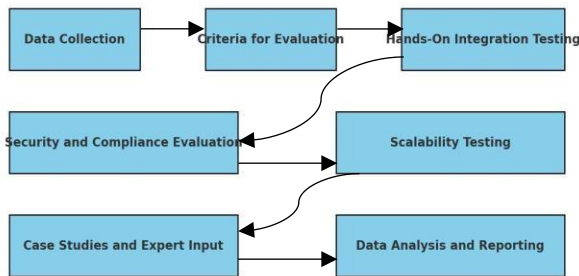 Data Collection
Criteria for Evaluation
Hands-On Integration Testing
Security and Compliance Evaluation
Scalability Testing
Case Studies and Expert Input
Data Analysis and Reporting